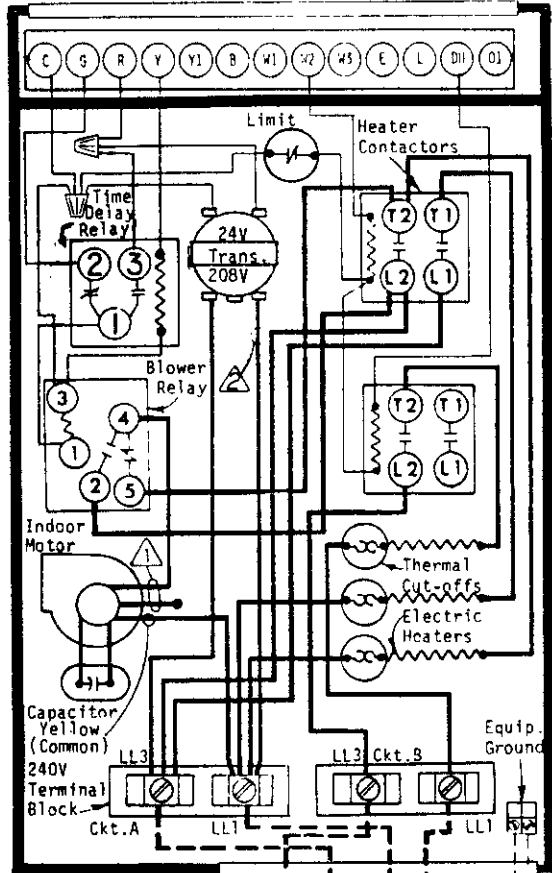 C G R Y Y1 B W1 W2 W3 E L D11 O1
Limit
Heater
Contactors
Time
Delay
Relay
2 3
1
24V
Trans.
208V
T2 T1
L2 L1
2
Blower
Relay
3
4
1
2
5
T2 T1
L2 L1
Indoor
Motor
1
Thermal
Cut-offs
Electric
Heaters
Capacitor
Yellow
(Common)
240V
Terminal
Block
LL3
Ckt.A
LL1
LL3 Ckt.B
LL1
Equip.
Ground